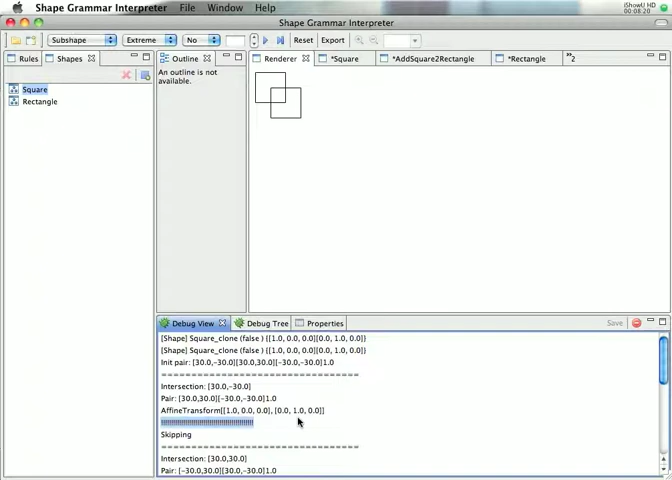 Shape Grammar Interpreter File Window Help
iShowU HD
00:08.20
Shape Grammar Interpreter
Subshape Extreme No Reset Export
Rules Shapes
Outline
Renderer *Square *AddSquare2Rectangle *Rectangle »2
Square
Rectangle
An outline is not
available.
Debug View Debug Tree Properties Save
[Shape] Square_clone (false ) {[1.0, 0.0, 0.0][0.0, 1.0, 0.0]}
[Shape] Square_clone (false ) {[1.0, 0.0, 0.0][0.0, 1.0, 0.0]}
Init pair: [30.0,-30.0][30.0,30.0][-30.0,-30.0]1.0
Intersection: [30.0,-30.0]
Pair: [30.0,30.0][-30.0,-30.0]1.0
AffineTransform[[1.0, 0.0, 0.0], [0.0, 1.0, 0.0]]
Skipping
Intersection: [30.0,30.0]
Pair: [-30.0,30.0][30.0,-30.0]1.0